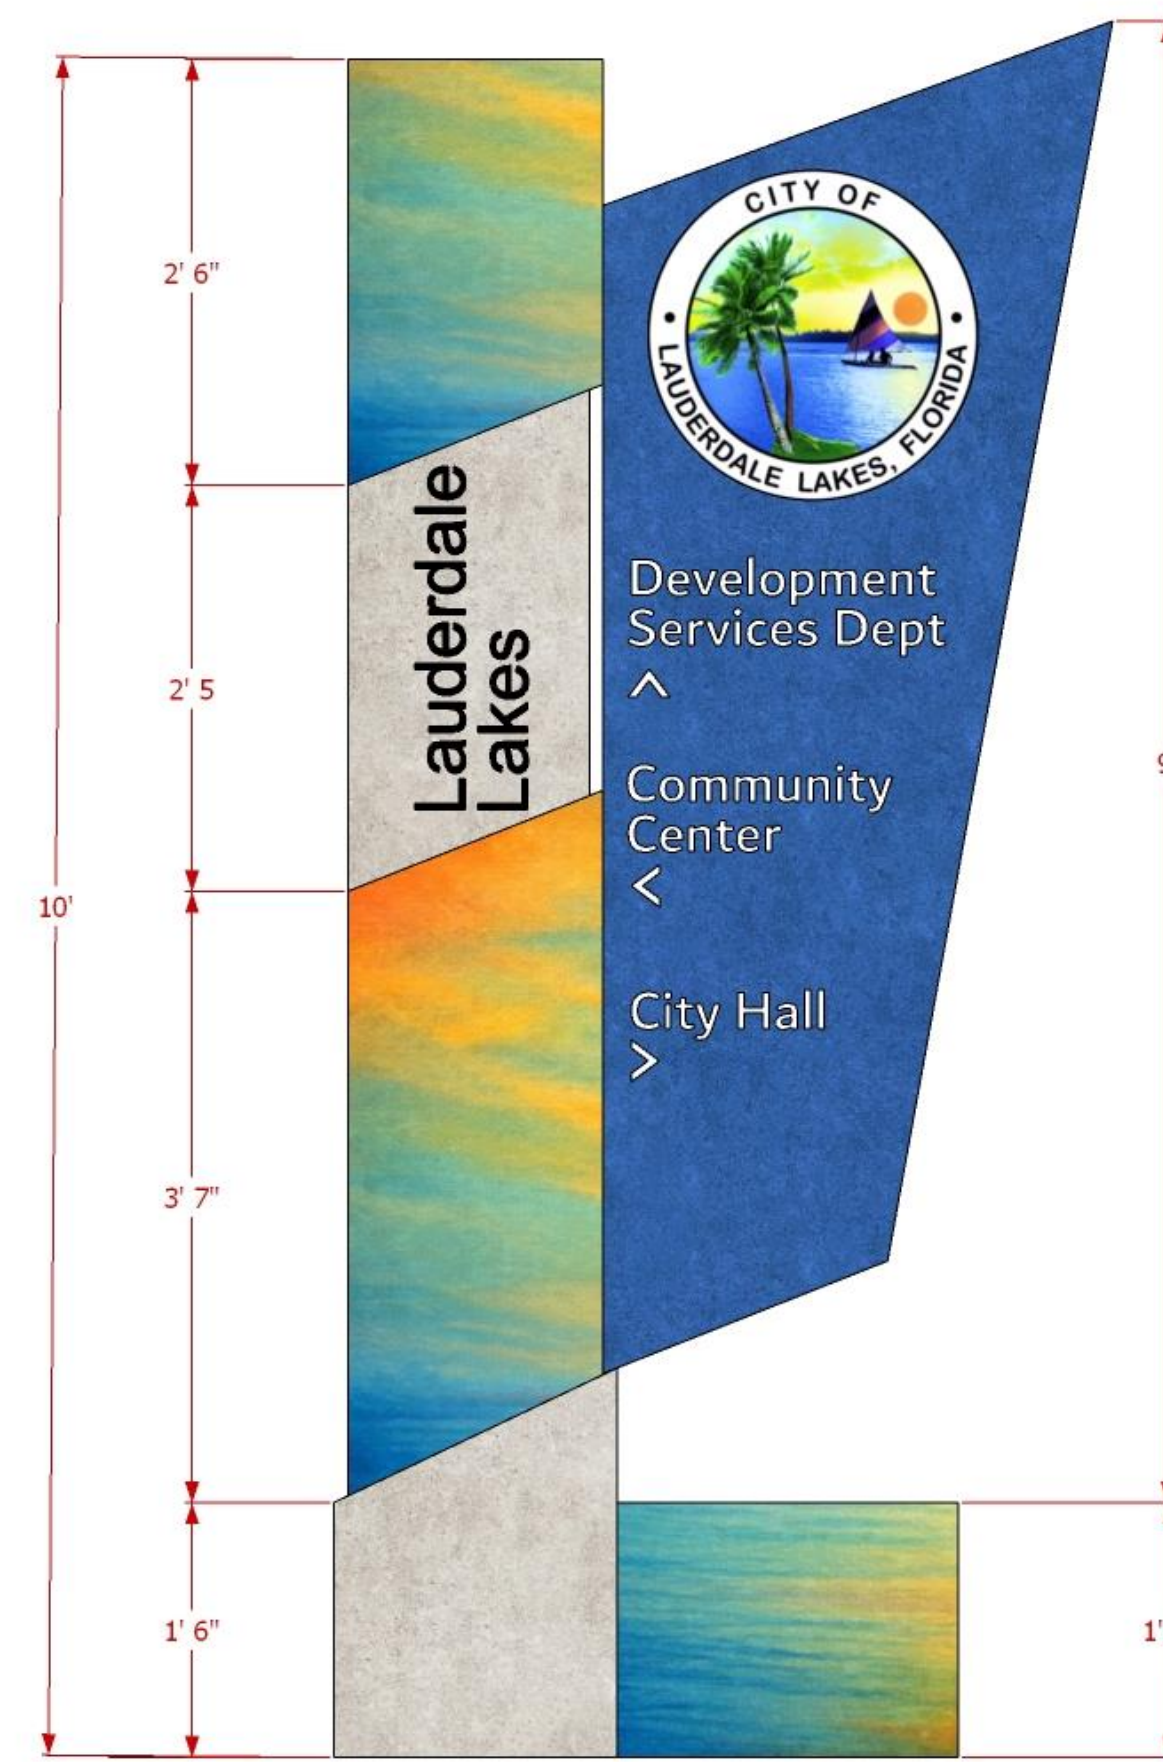 10'
2' 6"
2' 5
3' 7"
1' 6"
Lauderdale
Lakes
CITY OF
• LAUDERDALE LAKES, FLORIDA •
Development
Services Dept
^
Community
Center
<
City Hall
>
1'